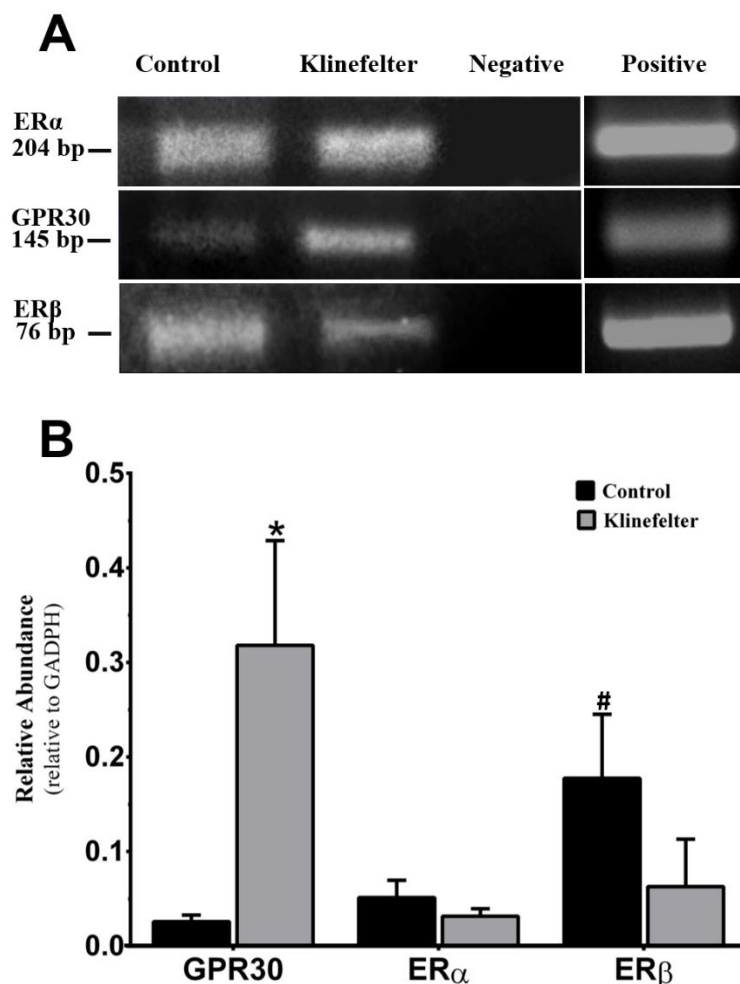 A
Control Klinefelter Negative Positive
ERα
204 bp
GPR30
145 bp
ERβ
76 bp
B
Relative Abundance
(relative to GADPH)
0.5
0.4
0.3
0.2
0.1
0.0
Control
Klinefelter
*
#
GPR30 ERα ERβ